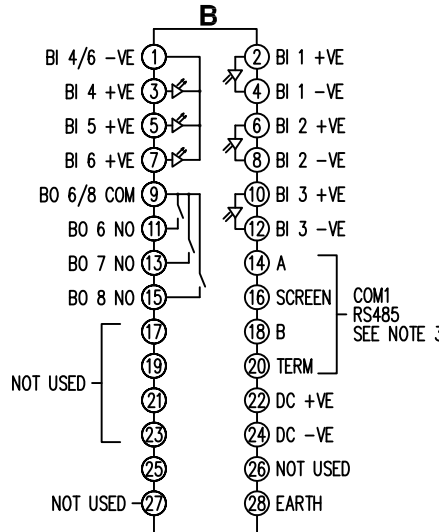 B
BI 4/6 -VE 1 2 BI 1 +VE
BI 4 +VE 3 4 BI 1 -VE
BI 5 +VE 5 6 BI 2 +VE
BI 6 +VE 7 8 BI 2 -VE
BO 6/8 COM 9 10 BI 3 +VE
BO 6 NO 11 12 BI 3 -VE
BO 7 NO 13 14 A
BO 8 NO 15 16 SCREEN COM1
RS485
17 18 B SEE NOTE 3
19 20 TERM
NOT USED 21 22 DC +VE
23 24 DC -VE
25 26 NOT USED
NOT USED 27 28 EARTH